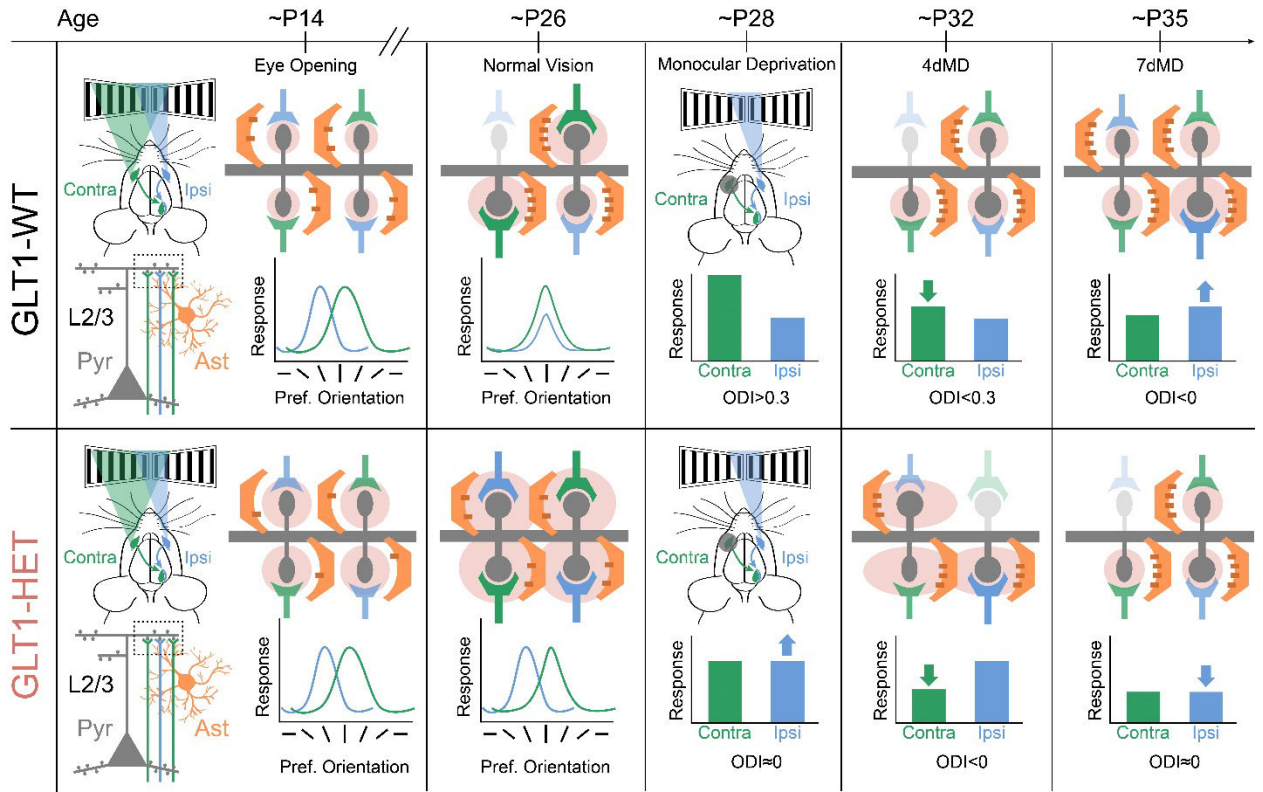 Age ~P14 ~P26 ~P28 ~P32 ~P35
Eye Opening Normal Vision Monocular Deprivation 4dMD 7dMD
GLT1-WT
Contra Ipsi
L2/3
Pyr
Ast
Response
Pref. Orientation
Response
Pref. Orientation
Contra Ipsi
Response
Contra Ipsi
ODI>0.3
Response
Contra Ipsi
ODI<0.3
Response
Contra Ipsi
ODI<0
GLT1-HET
Contra Ipsi
L2/3
Pyr
Ast
Response
Pref. Orientation
Response
Pref. Orientation
Contra Ipsi
Response
Contra Ipsi
ODI≈0
Response
Contra Ipsi
ODI<0
Response
Contra Ipsi
ODI≈0